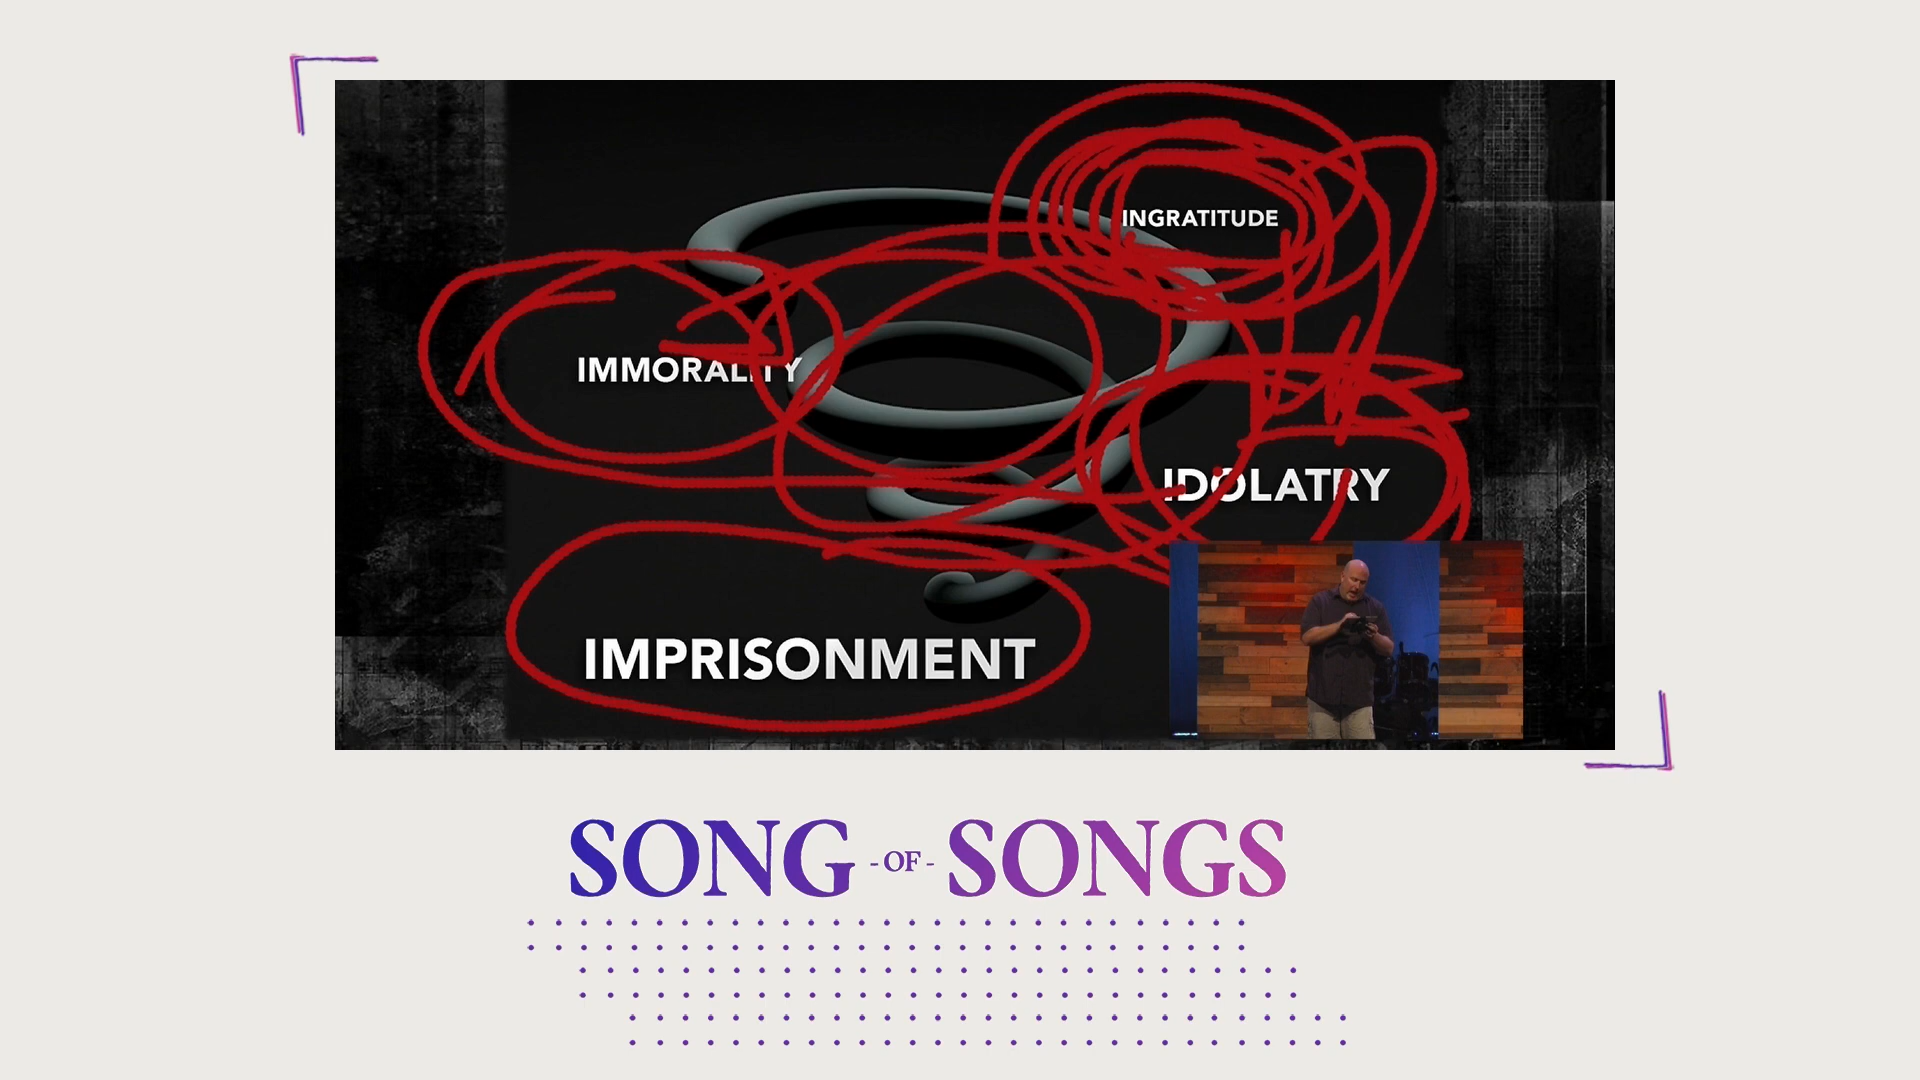 INGRATITUDE
IMMORALITY
IDOLATRY
IMPRISONMENT
SONG -OF- SONGS